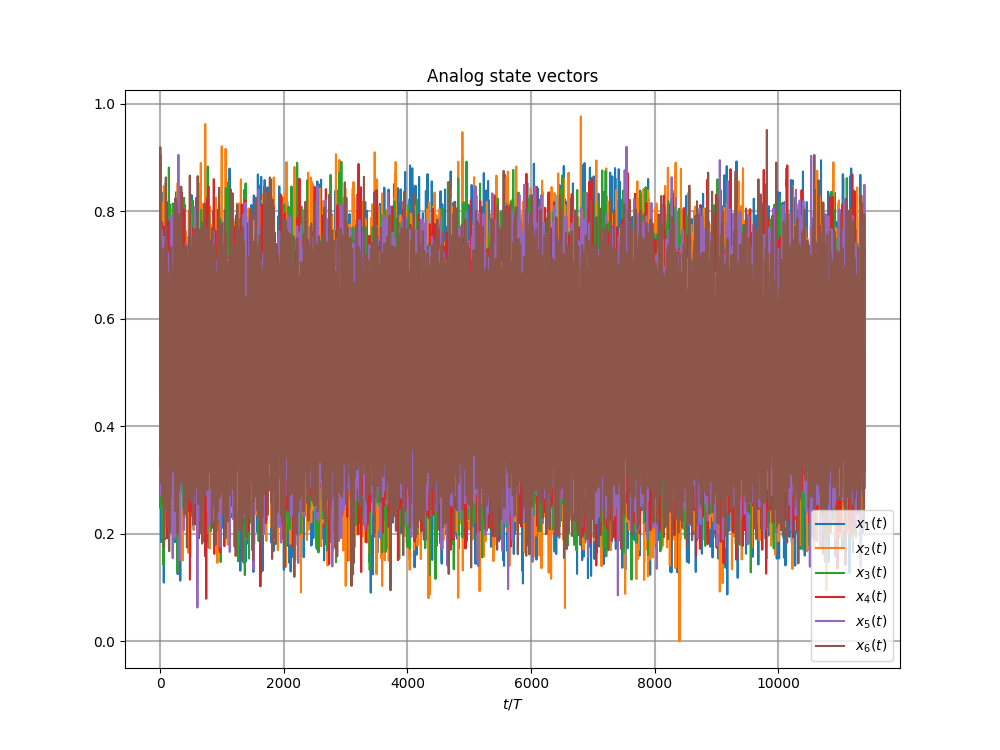 Analog state vectors
1.0
0.8
0.6
0.4
0.2
0.0
x₁(t)
x₂(t)
x₃(t)
x₄(t)
x₅(t)
x₆(t)
0 2000 4000 6000 8000 10000
t/T